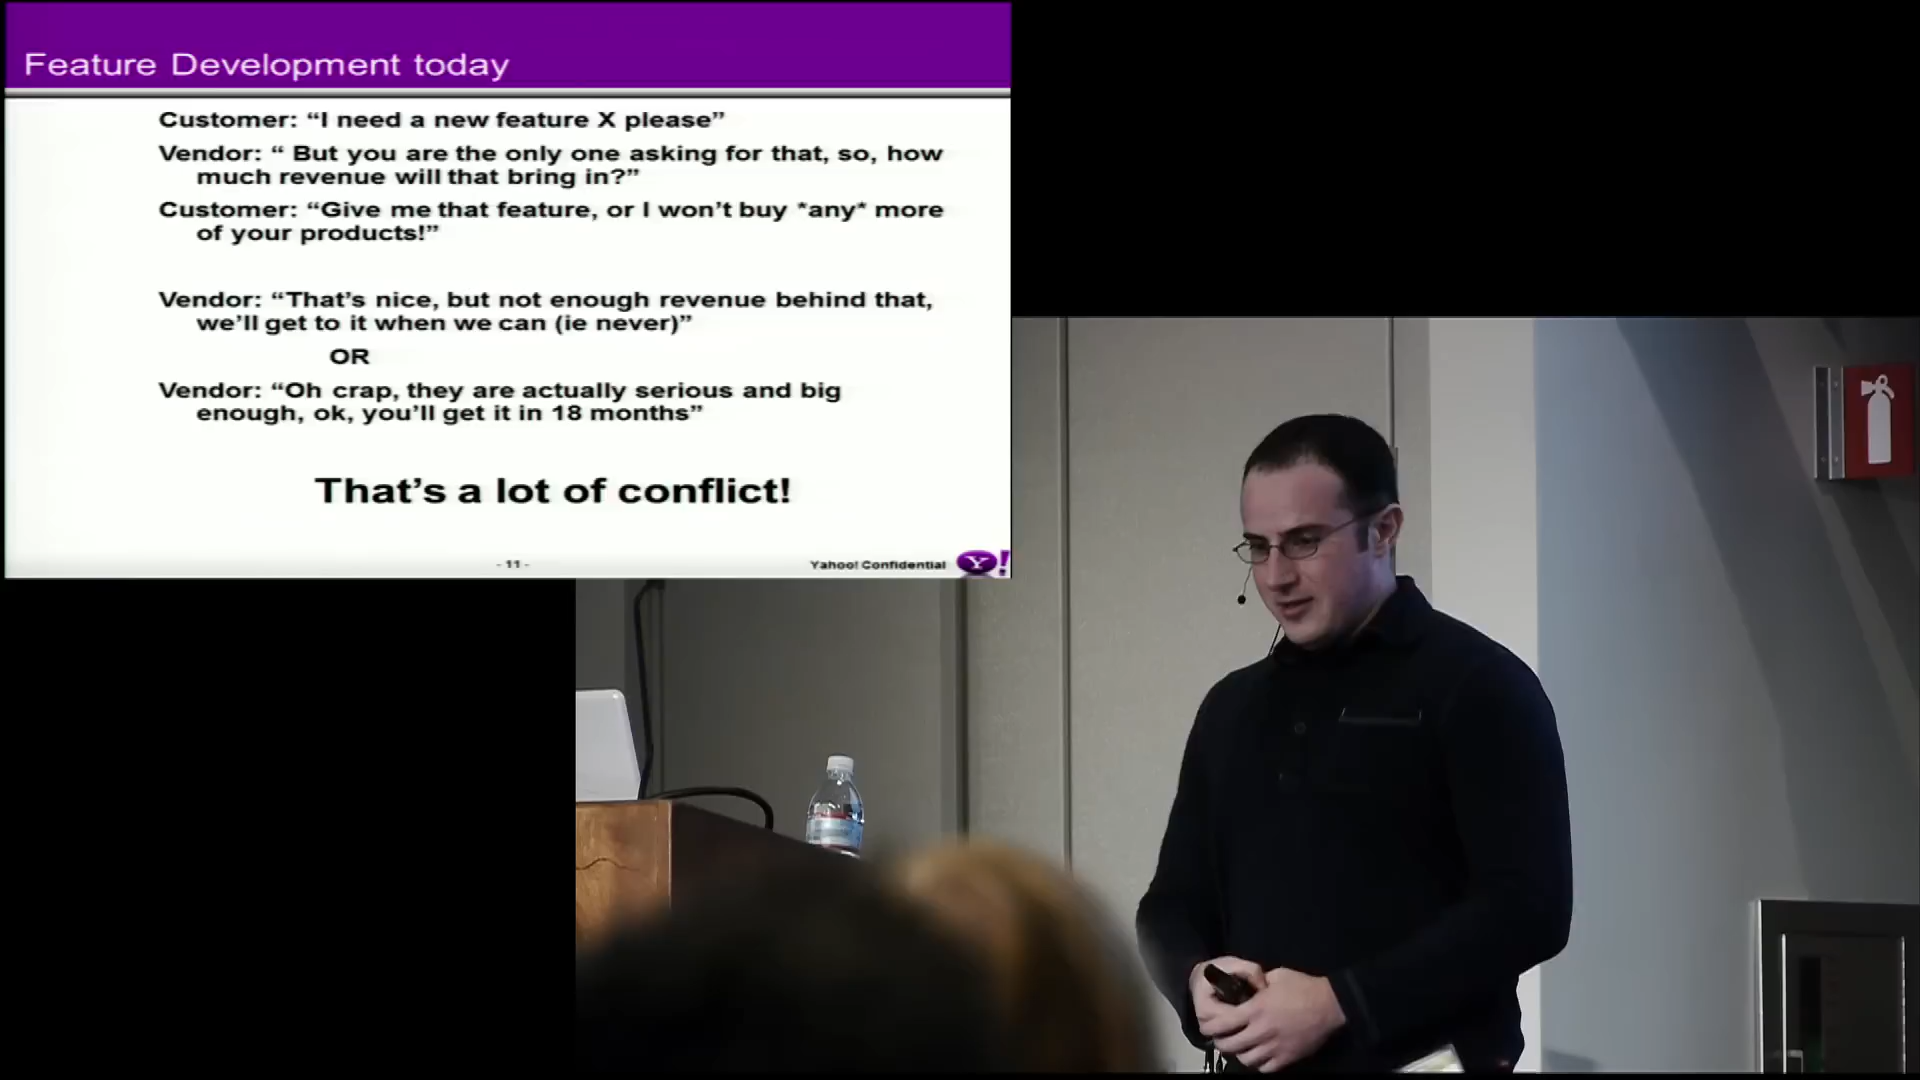 Feature Development today
Customer: “I need a new feature X please”
Vendor: “ But you are the only one asking for that, so, how
much revenue will that bring in?”
Customer: “Give me that feature, or I won’t buy *any* more
of your products!”
Vendor: “That’s nice, but not enough revenue behind that,
we’ll get to it when we can (ie never)”
OR
Vendor: “Oh crap, they are actually serious and big
enough, ok, you’ll get it in 18 months”
That’s a lot of conflict!
- 11 -
Yahoo! Confidential
Y!